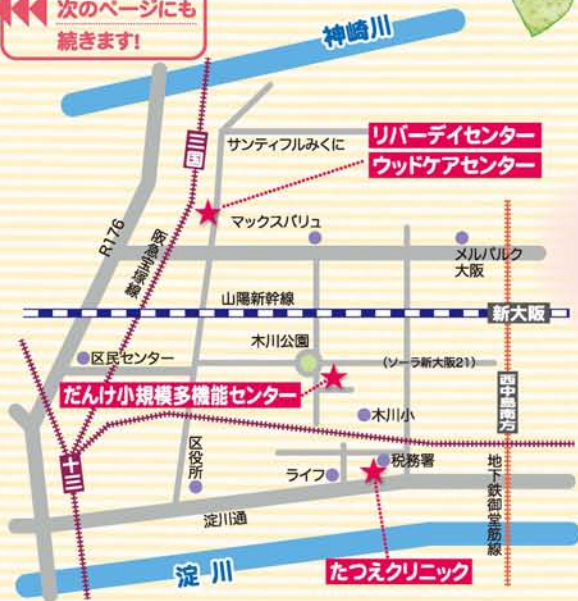 次のページにも
続きます!
神崎川
三国
サンティフルみくに
リバーデイセンター
ウッドケアセンター
マックスバリュ
R176
阪急宝塚線
メルパルク
大阪
山陽新幹線
新大阪
木川公園
区民センター
(ソーラ新大阪21)
だんけ小規模多機能センター
西中島南方
木川小
十三
区役所
税務署
ライフ
地下鉄御堂筋線
淀川通
淀川
たつえクリニック